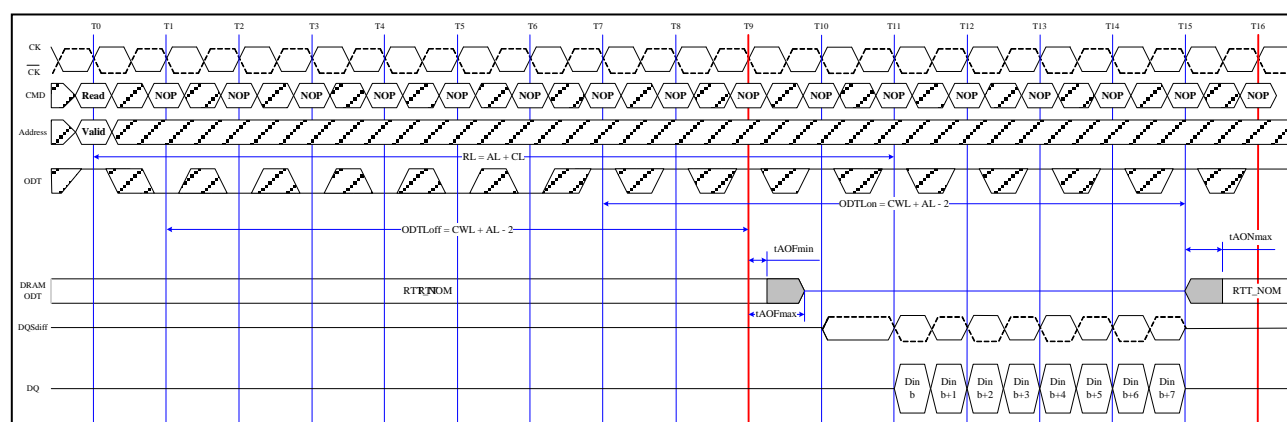 T0 T1 T2 T3 T4 T5 T6 T7 T8 T9 T10 T11 T12 T13 T14 T15 T16
CK
CK
CMD Read NOP NOP NOP NOP NOP NOP NOP NOP NOP NOP NOP NOP NOP NOP NOP NOP
Address Valid
RL = AL + CL
ODT
ODTLon = CWL + AL - 2
ODTLoff = CWL + AL - 2
tAOFmin tAONmax
DRAM
ODT
RTT_NOM RTT_NOM
tAOFmax
DQSdiff
DQ
Din Din Din Din Din Din Din Din
b b+1 b+2 b+3 b+4 b+5 b+6 b+7